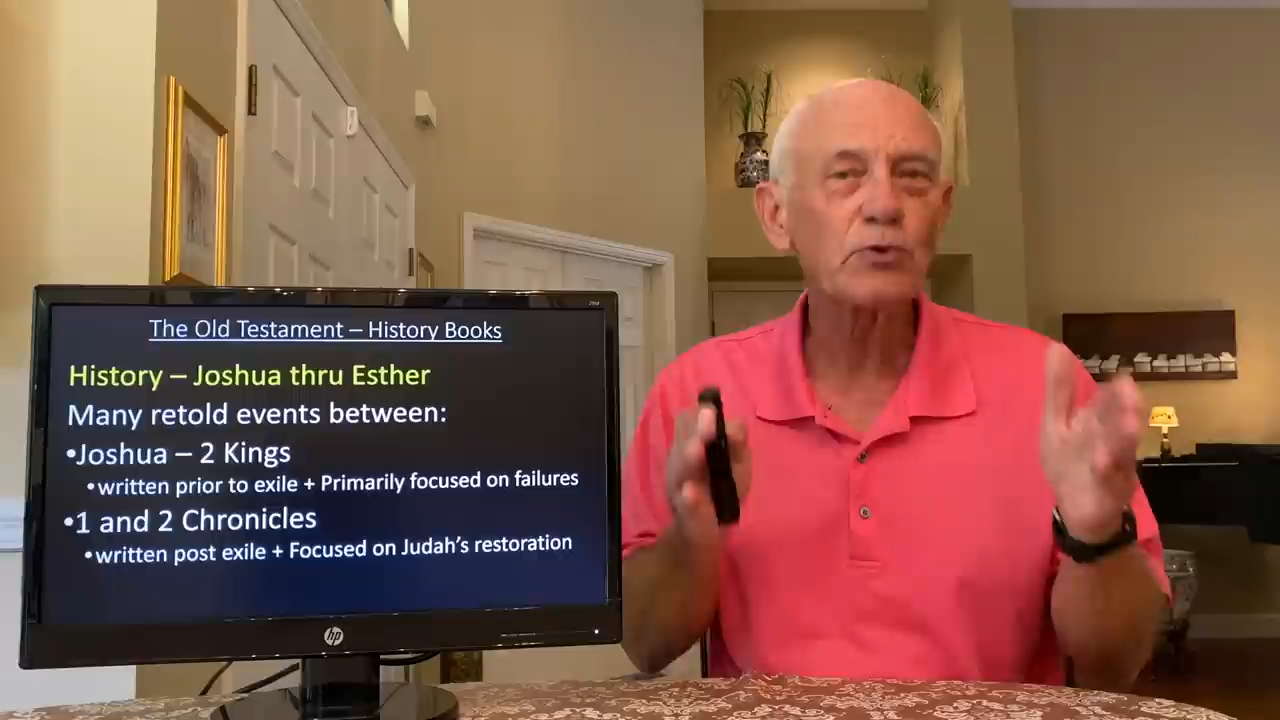 The Old Testament – History Books
History – Joshua thru Esther
Many retold events between:
•Joshua – 2 Kings
•written prior to exile + Primarily focused on failures
•1 and 2 Chronicles
•written post exile + Focused on Judah's restoration
hp